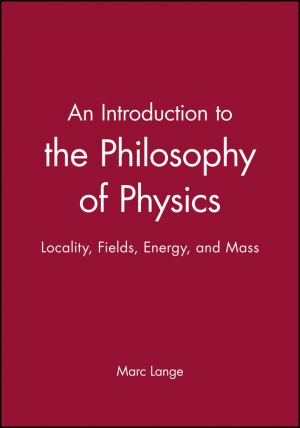 An Introduction to
the Philosophy
of Physics
Locality, Fields, Energy, and Mass
Marc Lange